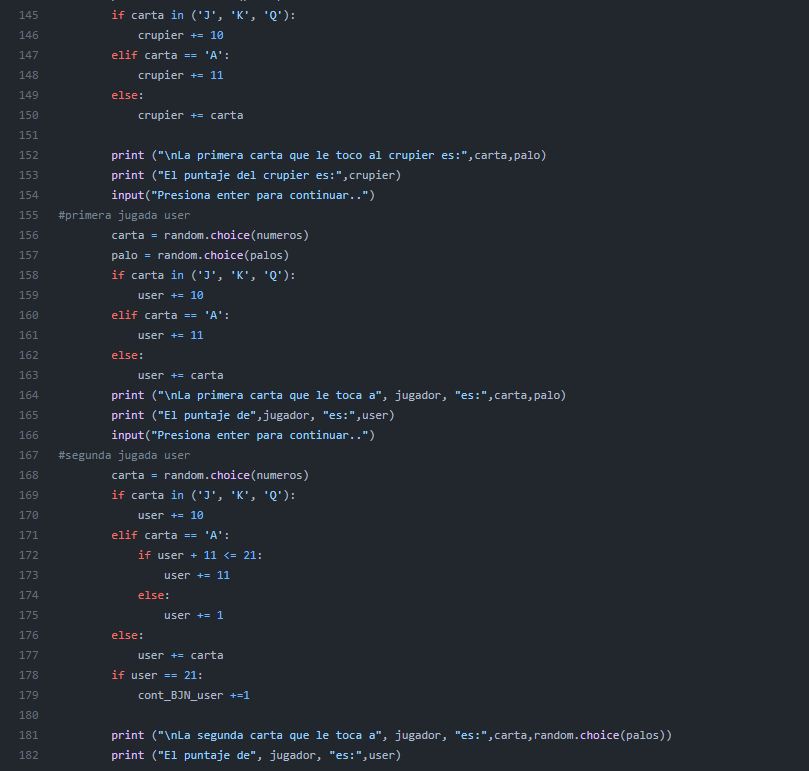 145 if carta in ('J', 'K', 'Q'):
146 crupier += 10
147 elif carta == 'A':
148 crupier += 11
149 else:
150 crupier += carta
151
152 print ("\nLa primera carta que le toco al crupier es:",carta,palo)
153 print ("El puntaje del crupier es:",crupier)
154 input("Presiona enter para continuar..")
155 #primera jugada user
156 carta = random.choice(numeros)
157 palo = random.choice(palos)
158 if carta in ('J', 'K', 'Q'):
159 user += 10
160 elif carta == 'A':
161 user += 11
162 else:
163 user += carta
164 print ("\nLa primera carta que le toca a", jugador, "es:",carta,palo)
165 print ("El puntaje de",jugador, "es:",user)
166 input("Presiona enter para continuar..")
167 #segunda jugada user
168 carta = random.choice(numeros)
169 if carta in ('J', 'K', 'Q'):
170 user += 10
171 elif carta == 'A':
172 if user + 11 <= 21:
173 user += 11
174 else:
175 user += 1
176 else:
177 user += carta
178 if user == 21:
179 cont_BJN_user +=1
180
181 print ("\nLa segunda carta que le toca a", jugador, "es:",carta,random.choice(palos))
182 print ("El puntaje de", jugador, "es:",user)